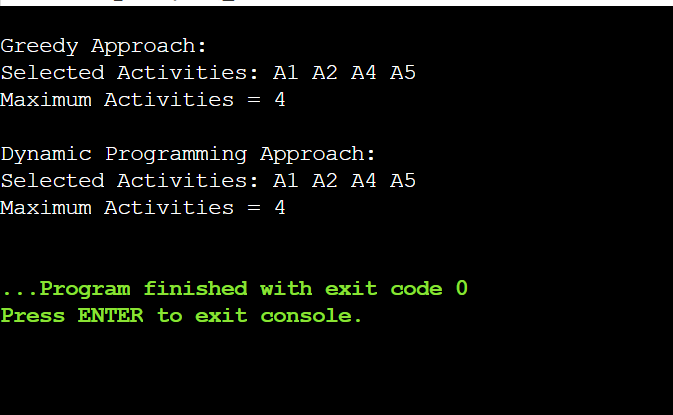 Greedy Approach:
Selected Activities: A1 A2 A4 A5
Maximum Activities = 4
Dynamic Programming Approach:
Selected Activities: A1 A2 A4 A5
Maximum Activities = 4
...Program finished with exit code 0
Press ENTER to exit console.